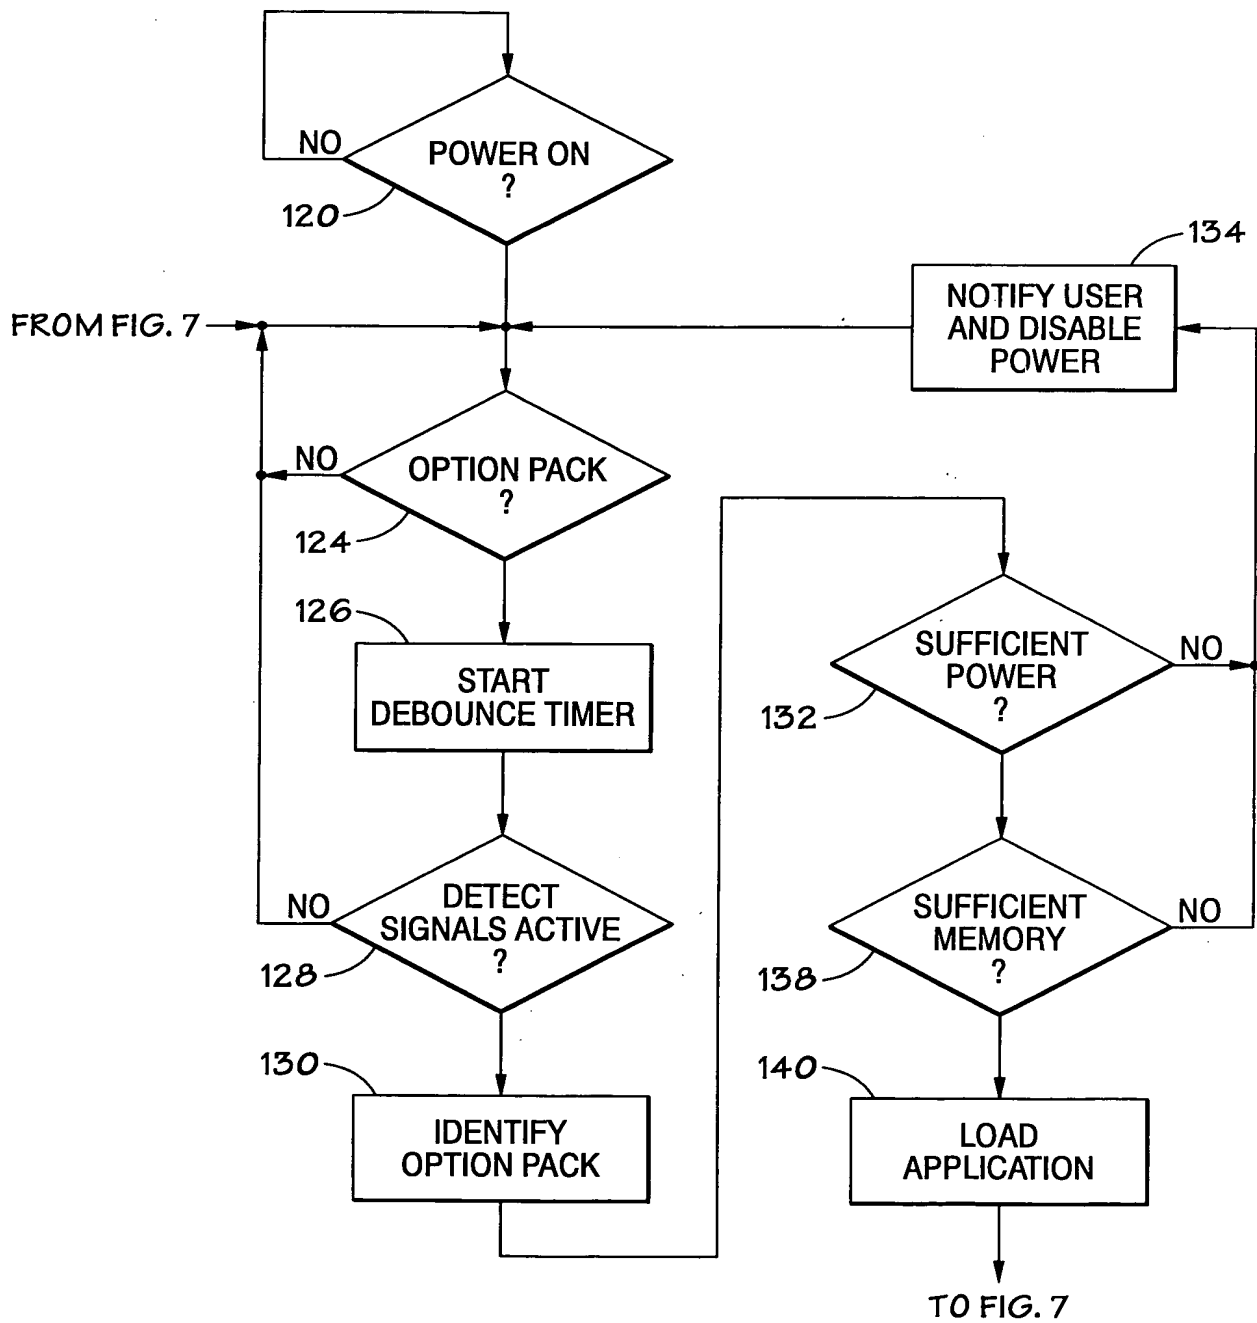 NO
POWER ON
?
120
134
NOTIFY USER
AND DISABLE
POWER
FROM FIG. 7
NO
OPTION PACK
?
124
126
START
DEBOUNCE TIMER
SUFFICIENT
POWER
?
NO
132
NO
DETECT
SIGNALS ACTIVE
?
128
SUFFICIENT
MEMORY
?
NO
138
130
IDENTIFY
OPTION PACK
140
LOAD
APPLICATION
TO FIG. 7